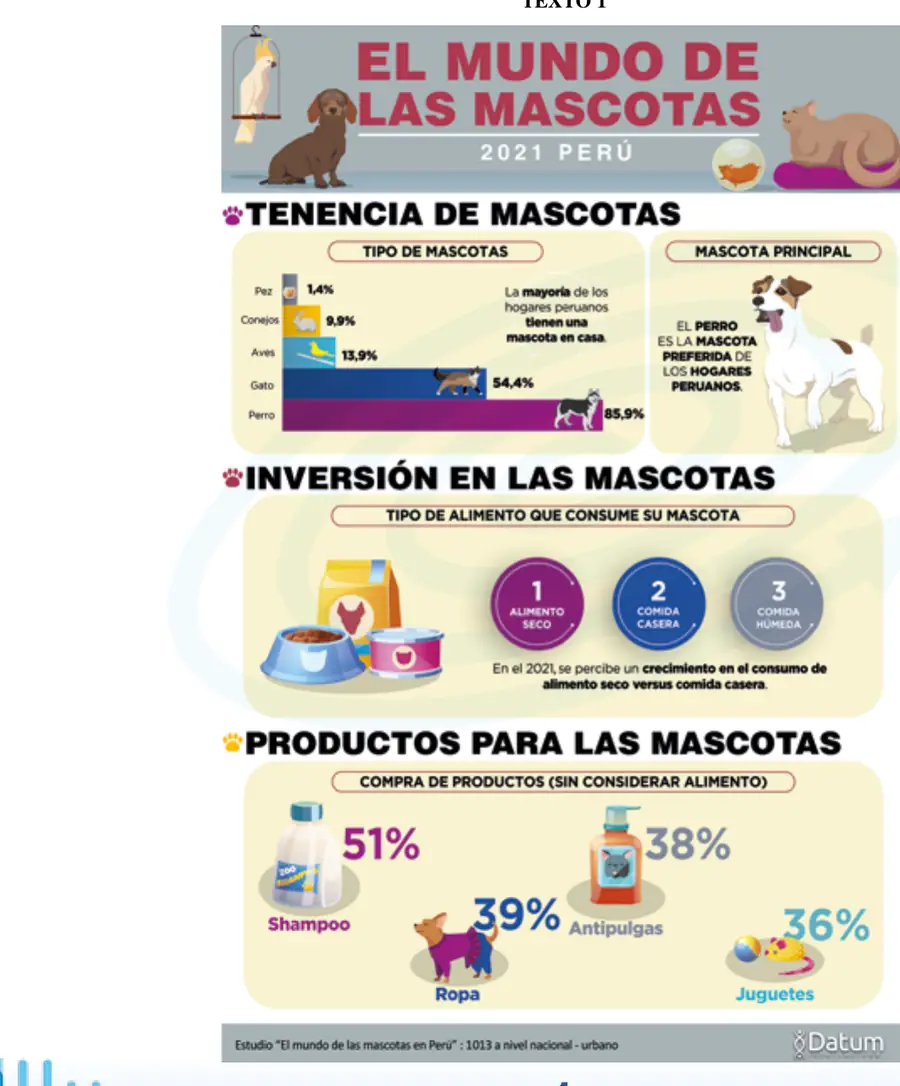 TEXTO 1
EL MUNDO DE
LAS MASCOTAS
2021 PERÚ
TENENCIA DE MASCOTAS
TIPO DE MASCOTAS
Pez 1,4%
Conejos 9,9%
Aves 13,9%
Gato 54,4%
Perro 85,9%
La mayoría de los
hogares peruanos
tienen una
mascota en casa.
MASCOTA PRINCIPAL
EL PERRO
ES LA MASCOTA
PREFERIDA DE
LOS HOGARES
PERUANOS.
INVERSIÓN EN LAS MASCOTAS
TIPO DE ALIMENTO QUE CONSUME SU MASCOTA
1
ALIMENTO
SECO
2
COMIDA
CASERA
3
COMIDA
HÚMEDA
En el 2021, se percibe un crecimiento en el consumo de
alimento seco versus comida casera.
PRODUCTOS PARA LAS MASCOTAS
COMPRA DE PRODUCTOS (SIN CONSIDERAR ALIMENTO)
51%
Shampoo
39%
Ropa
38%
Antipulgas
36%
Juguetes
Estudio "El mundo de las mascotas en Perú" : 1013 a nivel nacional - urbano
Datum